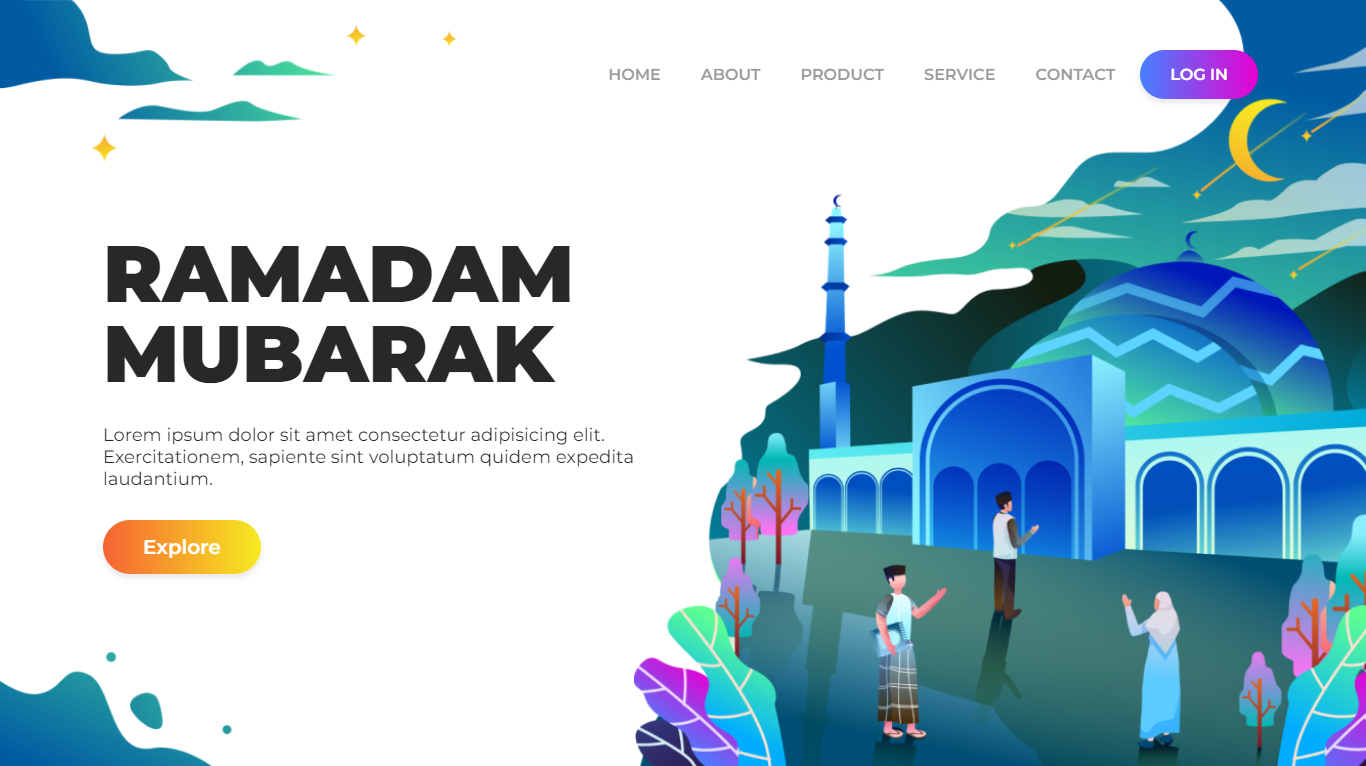 HOME ABOUT PRODUCT SERVICE CONTACT LOG IN
RAMADAM
MUBARAK
Lorem ipsum dolor sit amet consectetur adipisicing elit.
Exercitationem, sapiente sint voluptatum quidem expedita
laudantium.
Explore